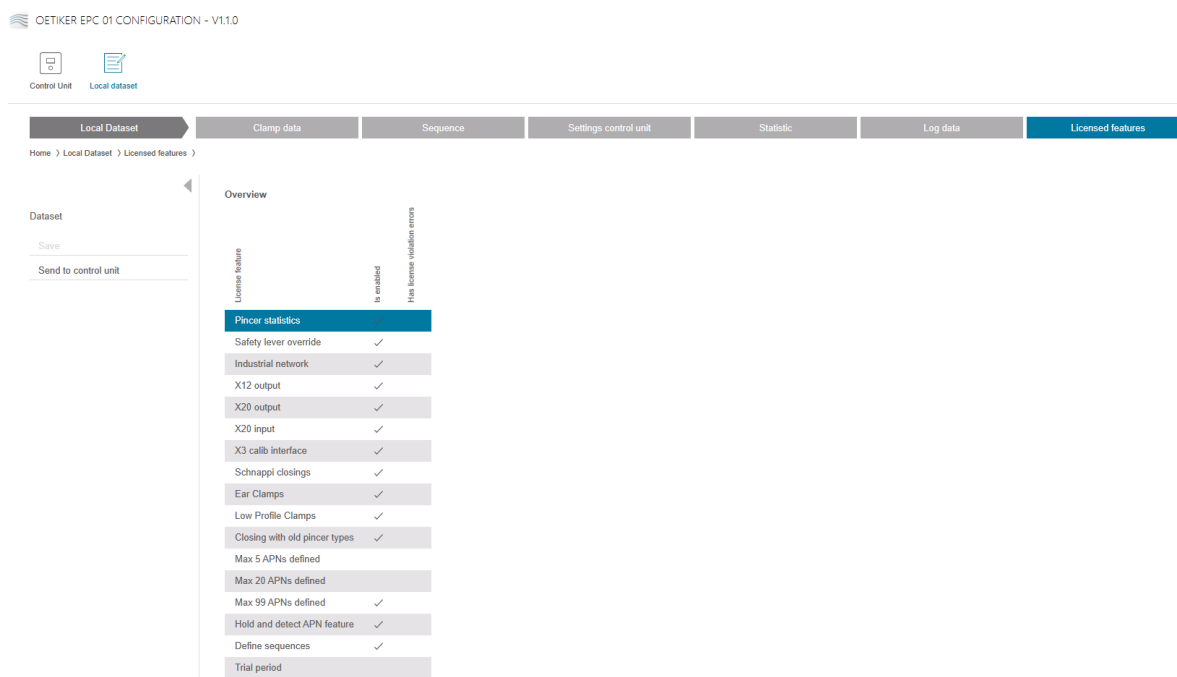 OETIKER EPC 01 CONFIGURATION - V1.1.0
Control Unit
Local dataset
Local Dataset
Clamp data
Sequence
Settings control unit
Statistic
Log data
Licensed features
Home > Local Dataset > Licensed features >
Dataset
Save
Send to control unit
Overview
License feature
Is enabled
Has license violation errors
Pincer statistics
Safety lever override
Industrial network
X12 output
X20 output
X20 input
X3 calib interface
Schnappi closings
Ear Clamps
Low Profile Clamps
Closing with old pincer types
Max 5 APNs defined
Max 20 APNs defined
Max 99 APNs defined
Hold and detect APN feature
Define sequences
Trial period